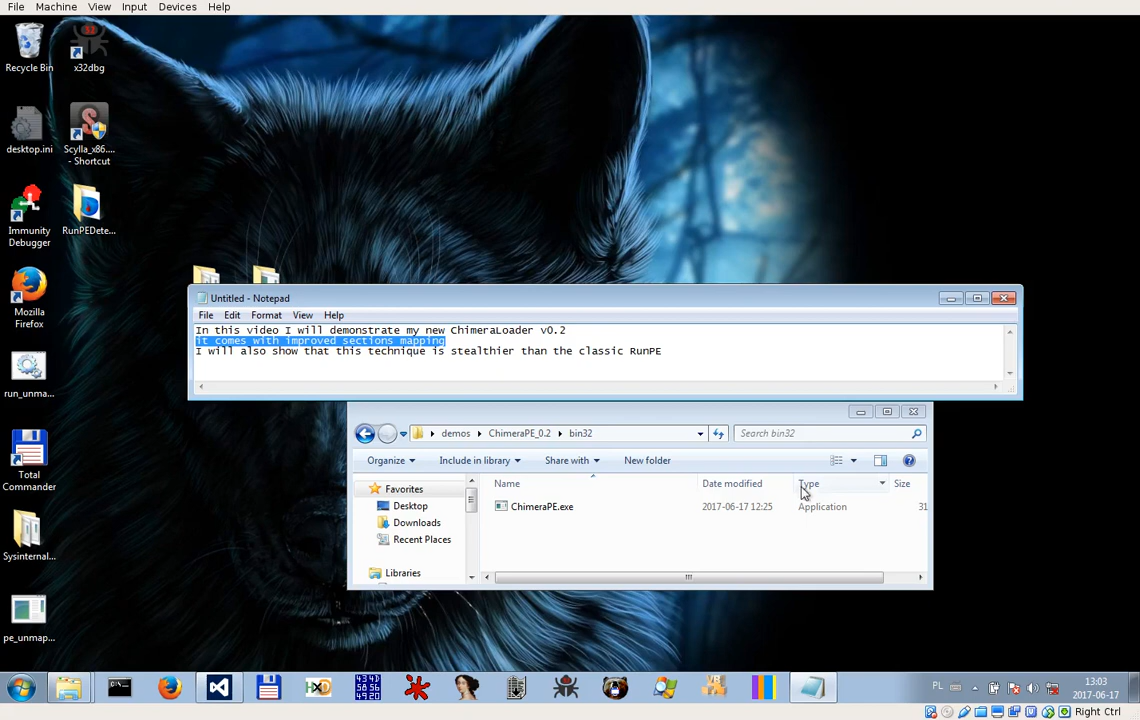 File Machine View Input Devices Help
Recycle Bin
x32dbg
desktop.ini
Scylla_x86....
- Shortcut
Immunity
Debugger
RunPEDete...
Mozilla
Firefox
run_unma...
Total
Commander
Sysinternal...
pe_unmap...
Untitled - Notepad
File Edit Format View Help
In this video I will demonstrate my new ChimeraLoader v0.2
it comes with improved sections mapping
I will also show that this technique is stealthier than the classic RunPE
demos ChimeraPE_0.2 bin32
Search bin32
Organize Include in library Share with New folder
Favorites
Desktop
Downloads
Recent Places
Libraries
Name Date modified Type Size
ChimeraPE.exe 2017-06-17 12:25 Application 31
PL
13:03
2017-06-17
Right Ctrl